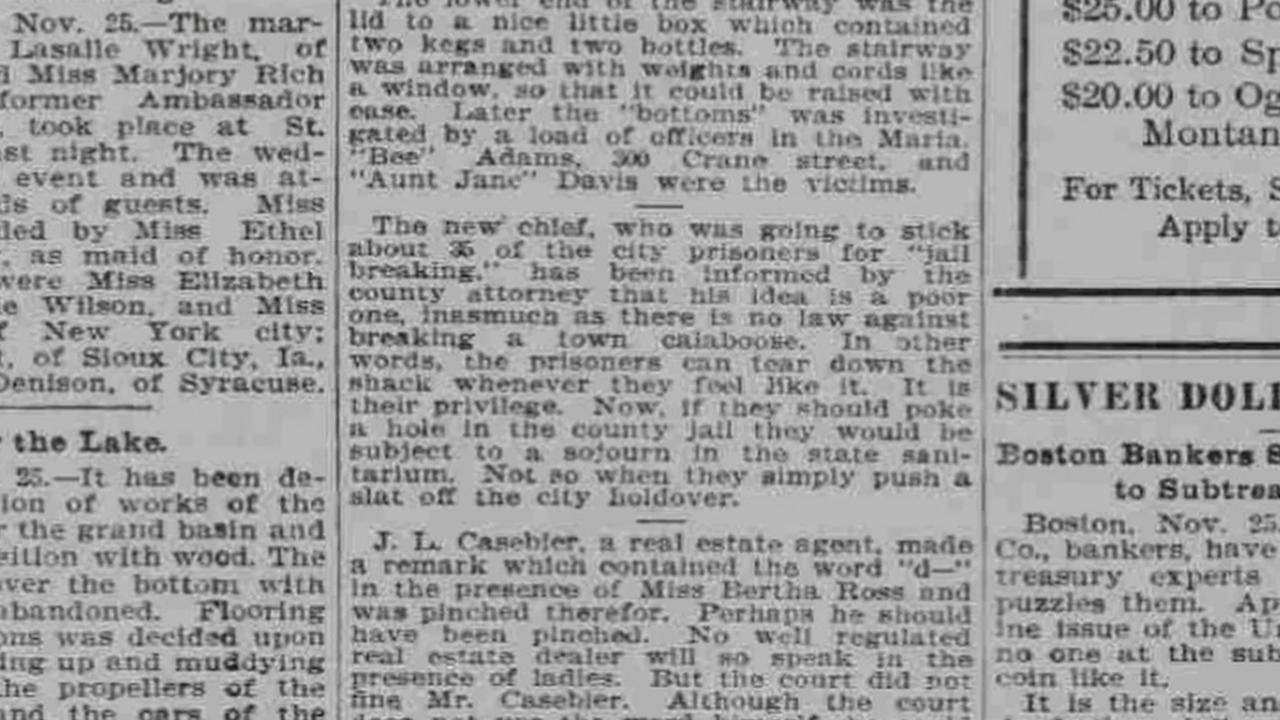 Nov. 25.—The mar-
Lasalle Wright, of
Miss Marjory Rich
former Ambassador
took place at St.
night. The wed-
event and was at-
of guests. Miss
by Miss Ethel
as maid of honor.
were Miss Elizabeth
Wilson, and Miss
New York city;
of Sioux City, Ia.,
Denison, of Syracuse.
the Lake.
25.—It has been de-
of works of the
the grand basin and
with wood. The
the bottom with
abandoned. Flooring
was decided upon
up and muddying
the propellers of the
and the cars of the
The lower end of the stairway was the
lid to a nice little box which contained
two kegs and two bottles. The stairway
was arranged with weights and cords like
a window, so that it could be raised with
ease. Later the "bottoms" was investi-
gated by a load of officers in the Maria.
"Bee" Adams, 300 Crane street, and
"Aunt Jane" Davis were the victims.
The new chief, who was going to stick
about 35 of the city prisoners for "jail
breaking," has been informed by the
county attorney that his idea is a poor
one, inasmuch as there is no law against
breaking a town calaboose. In other
words, the prisoners can tear down the
shack whenever they feel like it. It is
their privilege. Now, if they should poke
a hole in the county jail they would be
subject to a sojourn in the state sani-
tarium. Not so when they simply push a
slat off the city holdover.
J. L. Casebier, a real estate agent, made
a remark which contained the word "d—"
in the presence of Miss Bertha Ross and
was pinched therefor. Perhaps he should
have been pinched. No well regulated
real estate dealer will so speak in the
presence of ladies. But the court did not
fine Mr. Casebier. Although the court
$25.00 to Po
$22.50 to Sp
$20.00 to Og
Montan
For Tickets, S
Apply t
SILVER DOLL
Boston Bankers S
to Subtrea
Boston, Nov. 25
Co., bankers, have
treasury experts
puzzles them. Ap
ine issue of the U
no one at the sub
coin like it.
It is the size an